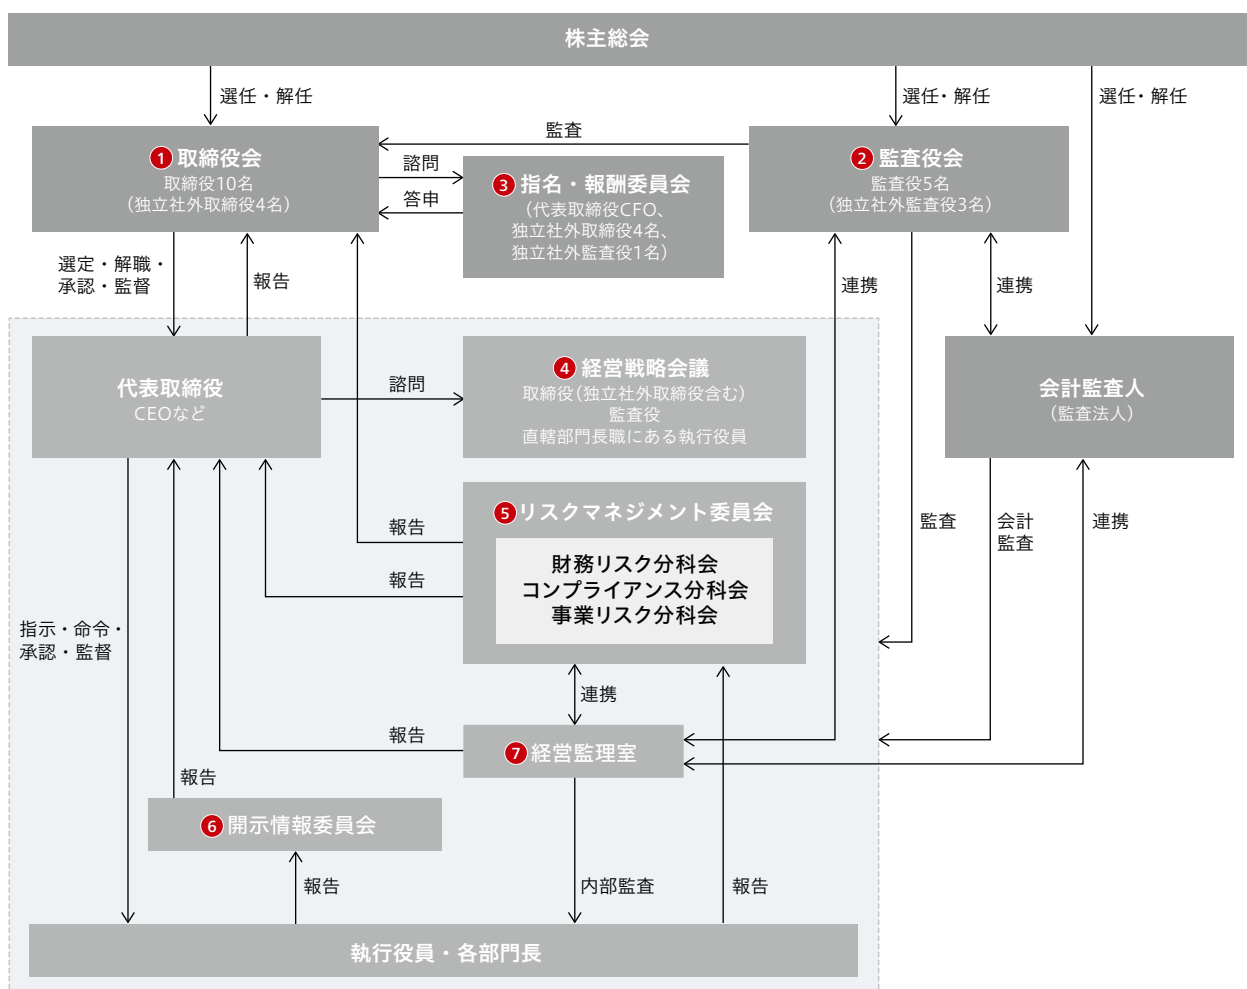 株主総会
選任・解任
選任・解任
選任・解任
監査
1 取締役会
取締役10名
（独立社外取締役4名）
諮問
答申
3 指名・報酬委員会
（代表取締役CFO、
独立社外取締役4名、
独立社外監査役1名）
2 監査役会
監査役5名
（独立社外監査役3名）
選定・解職・
承認・監督
報告
連携
連携
代表取締役
CEOなど
諮問
4 経営戦略会議
取締役（独立社外取締役含む）
監査役
直轄部門長職にある執行役員
会計監査人
（監査法人）
5 リスクマネジメント委員会
財務リスク分科会
コンプライアンス分科会
事業リスク分科会
報告
報告
監査
会計
監査
連携
指示・命令・
承認・監督
連携
報告
7 経営監理室
報告
6 開示情報委員会
報告
内部監査
報告
執行役員・各部門長